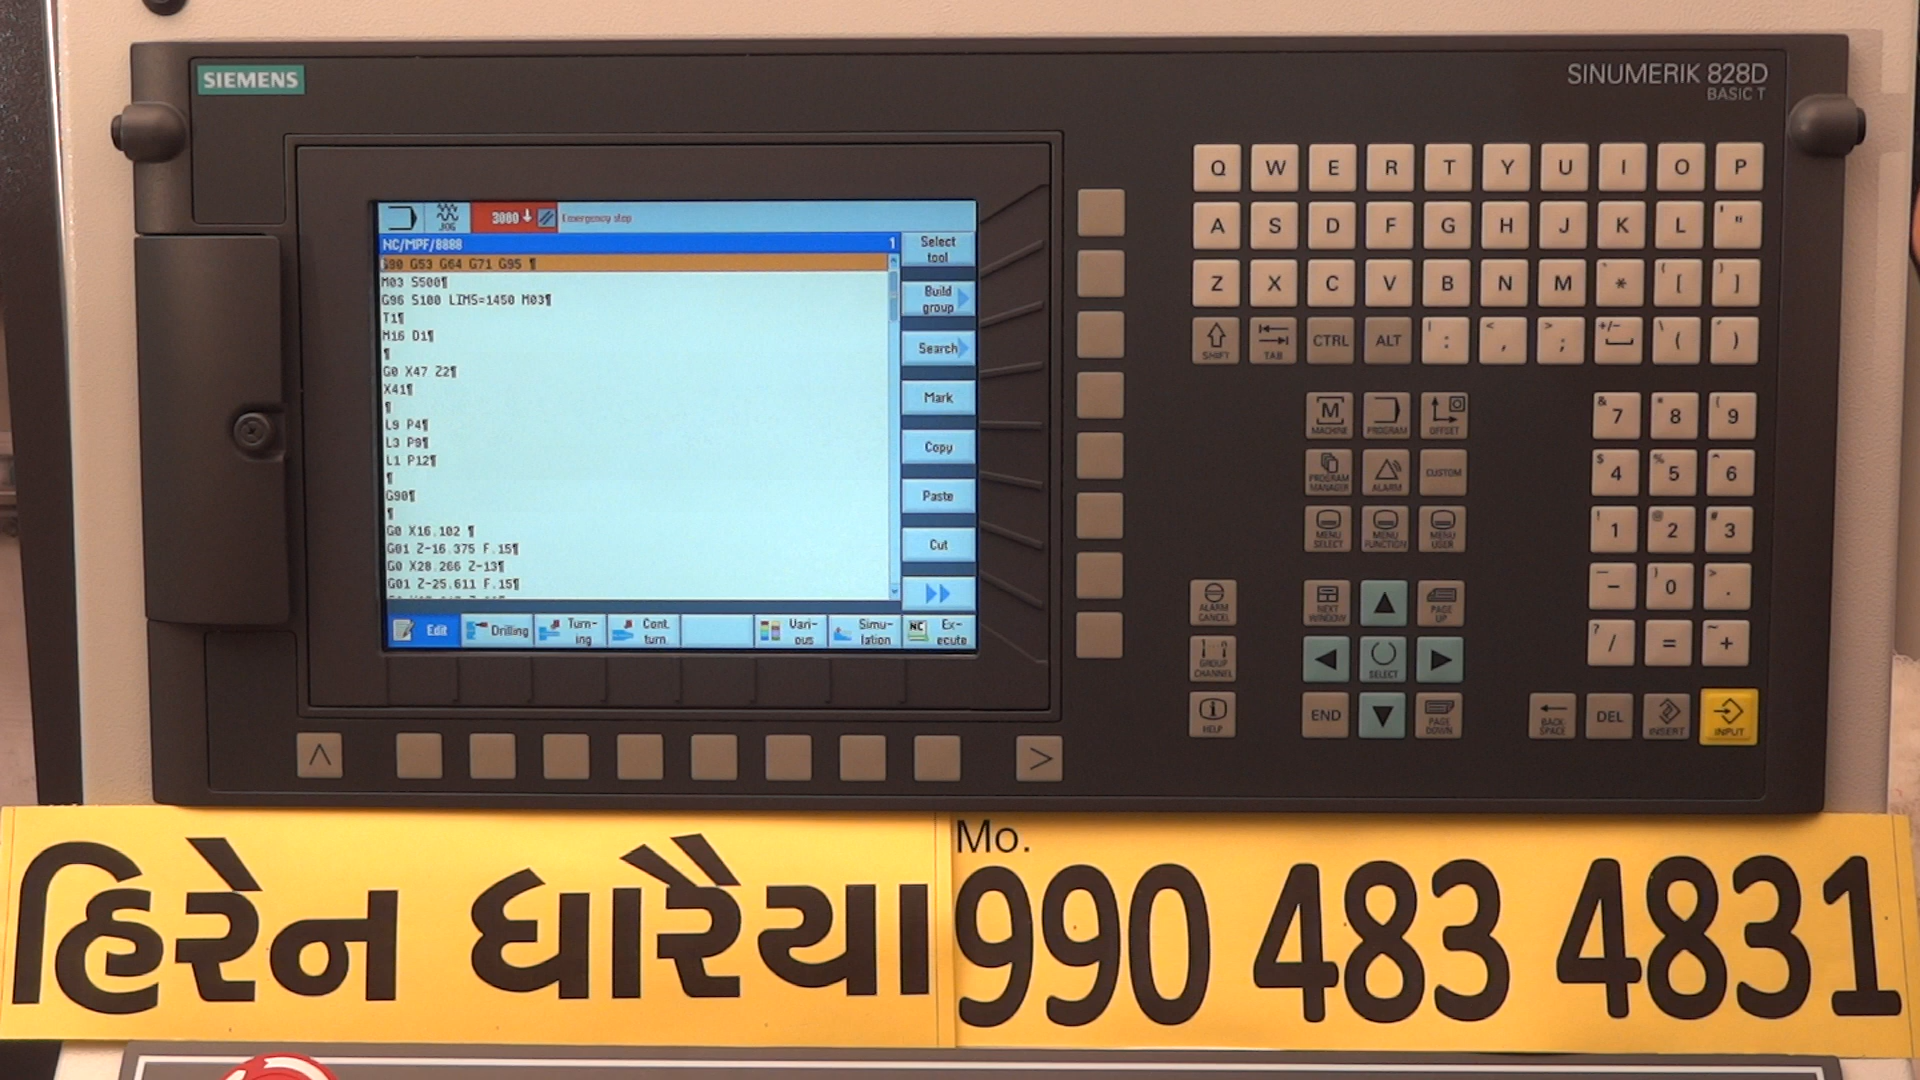 SIEMENS
SINUMERIK 828D
BASIC T
JOG
3000
Emergency stop
NC/MPF/8888 1
G90 G53 G64 G71 G95 ¶
M03 S500¶
G96 S100 LIMS=1450 M03¶
T1¶
M16 D1¶
¶
G0 X47 Z2¶
X41¶
¶
L9 P4¶
L3 P9¶
L1 P12¶
¶
G90¶
¶
G0 X16.102 ¶
G01 Z-16.375 F.15¶
G0 X28.266 Z-13¶
G01 Z-25.611 F.15¶
Select tool
Build group
Search
Mark
Copy
Paste
Cut
Edit
Drilling
Turn-ing
Cont. turn.
Vari-ous
Simu-lation
NC Ex-ecute
Q W E R T Y U I O P
A S D F G H J K L ' "
Z X C V B N M * [ ]
SHIFT TAB CTRL ALT : , ; +/- ( )
MACHINE PROGRAM OFFSET
& 7 * 8 ( 9
PROGRAM MANAGER ALARM CUSTOM
$ 4 % 5 ^ 6
MENU SELECT MENU FUNCTION MENU USER
! 1 @ 2 # 3
ALARM CANCEL NEXT WINDOW PAGE UP
_ - ) 0 > .
GROUP CHANNEL SELECT
? / = ~ +
HELP END PAGE DOWN BACK SPACE DEL INSERT INPUT
હિરેન ધારૈયા
Mo.
990 483 4831